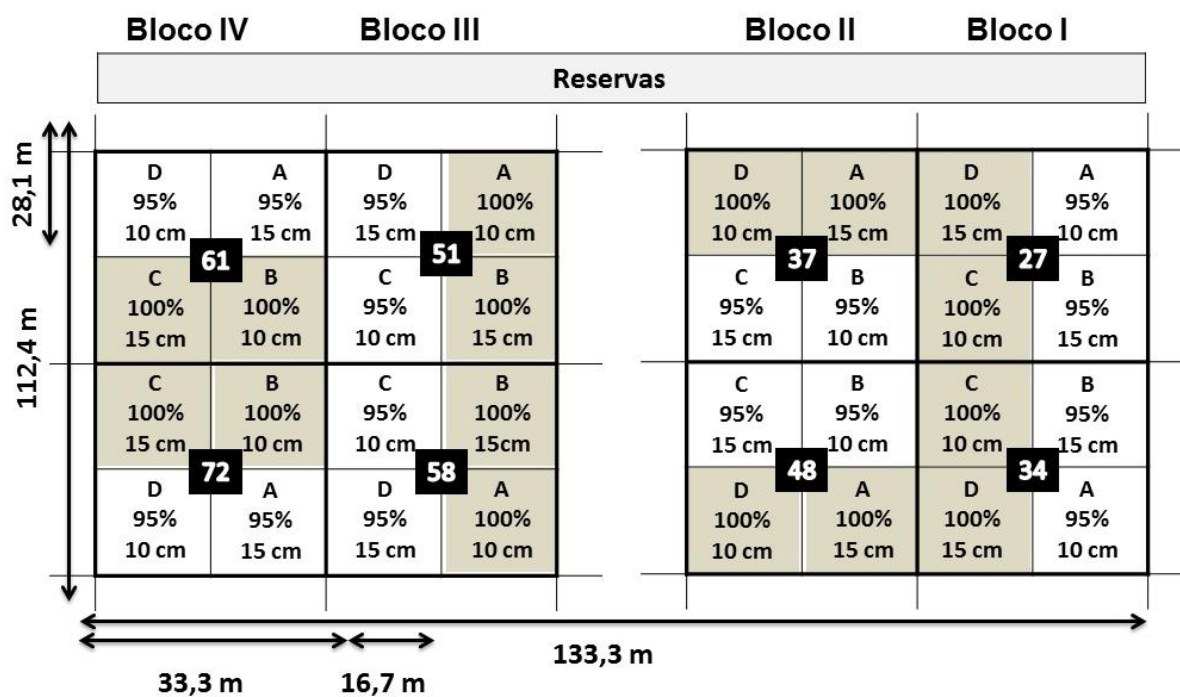 Bloco IV
Bloco III
Bloco II
Bloco I
Reservas
28,1 m
112,4 m
D
95%
10 cm
A
95%
15 cm
61
C
100%
15 cm
B
100%
10 cm
D
95%
15 cm
A
100%
10 cm
51
C
95%
10 cm
B
100%
15 cm
D
100%
10 cm
A
100%
15 cm
37
C
95%
15 cm
B
95%
10 cm
D
100%
15 cm
A
95%
10 cm
27
C
100%
10 cm
B
95%
15 cm
C
100%
15 cm
B
100%
10 cm
72
D
95%
10 cm
A
95%
15 cm
C
95%
10 cm
B
100%
15cm
58
D
95%
15 cm
A
100%
10 cm
C
95%
15 cm
B
95%
10 cm
48
D
100%
10 cm
A
100%
15 cm
C
100%
10 cm
B
95%
15 cm
34
D
100%
15 cm
A
95%
10 cm
133,3 m
33,3 m
16,7 m